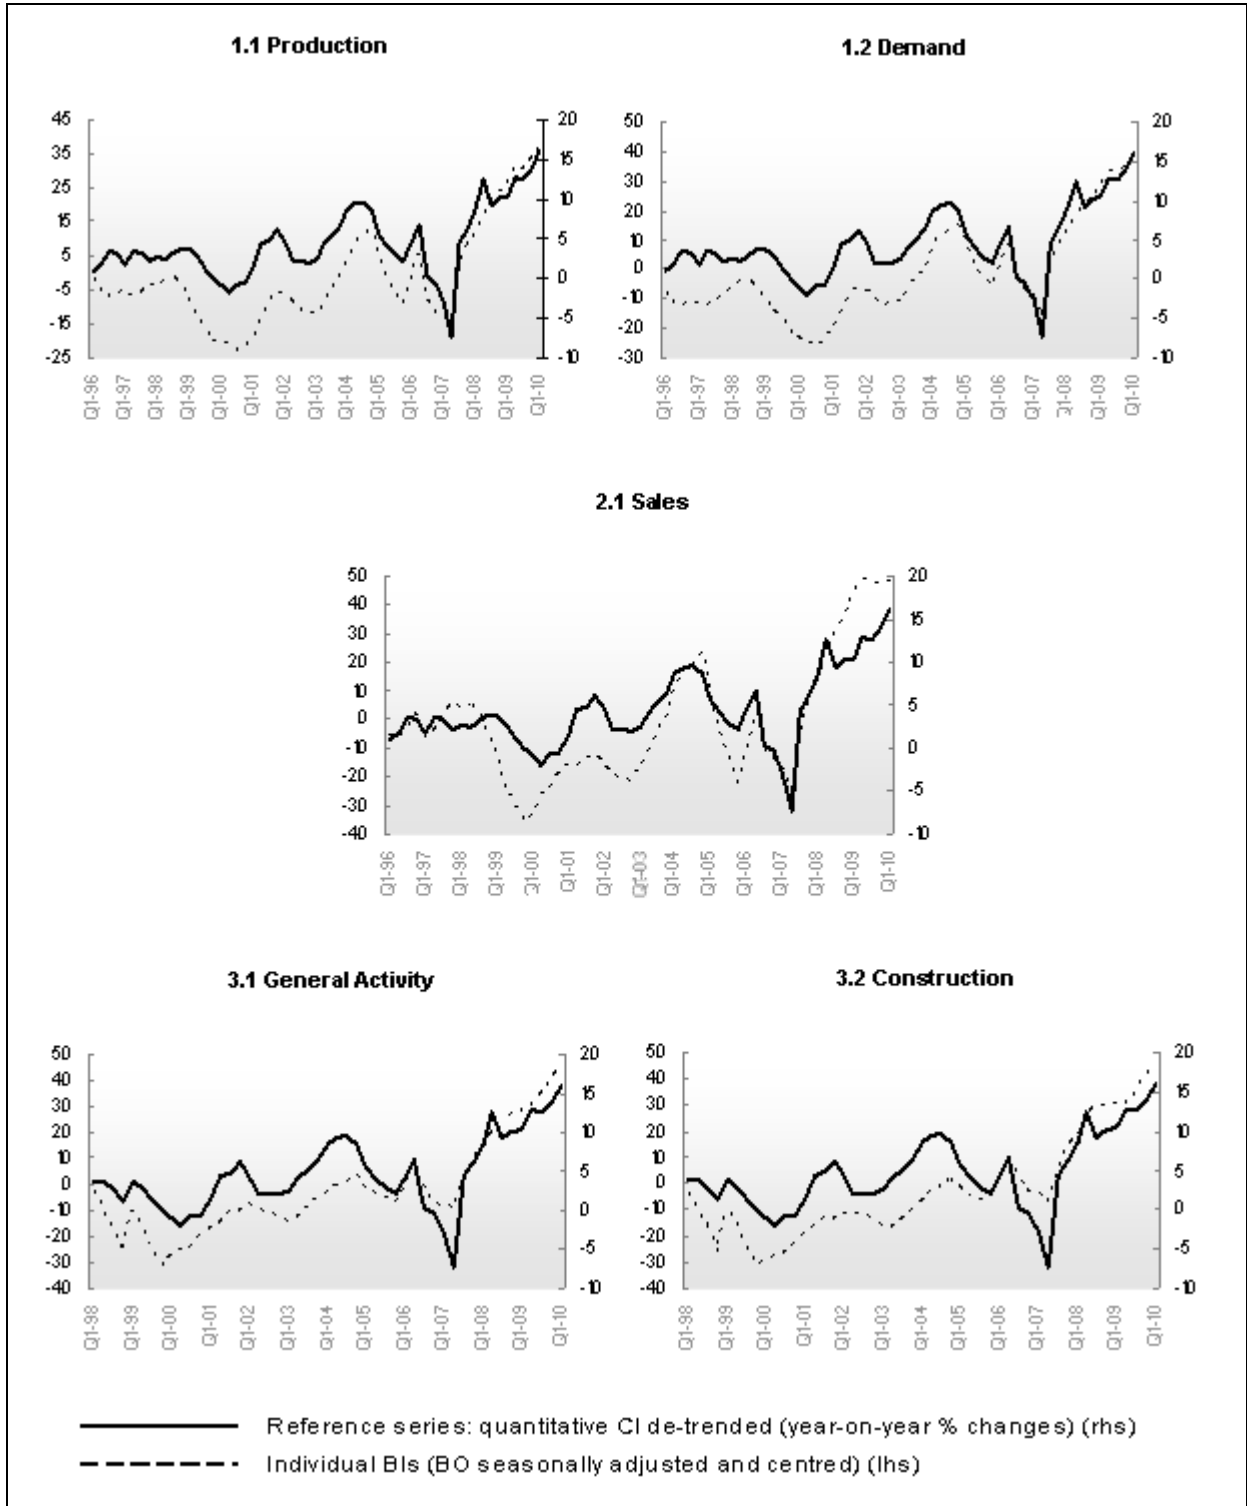 1.1 Production
1.2 Demand
45
35
25
15
5
-5
-15
-25
20
15
10
5
0
-5
-10
Q1-96
Q1-97
Q1-98
Q1-99
Q1-00
Q1-01
Q1-02
Q1-03
Q1-04
Q1-05
Q1-06
Q1-07
Q1-08
Q1-09
Q1-10
50
40
30
20
10
0
-10
-20
-30
20
15
10
5
0
-5
-10
Q1-96
Q1-97
Q1-98
Q1-99
Q1-00
Q1-01
Q1-02
Q1-03
Q1-04
Q1-05
Q1-06
Q1-07
Q1-08
Q1-09
Q1-10
2.1 Sales
50
40
30
20
10
0
-10
-20
-30
-40
20
15
10
5
0
-5
-10
Q1-96
Q1-97
Q1-98
Q1-99
Q1-00
Q1-01
Q1-02
Q1-03
Q1-04
Q1-05
Q1-06
Q1-07
Q1-08
Q1-09
Q1-10
3.1 General Activity
3.2 Construction
50
40
30
20
10
0
-10
-20
-30
-40
20
15
10
5
0
-5
-10
Q1-98
Q1-99
Q1-00
Q1-01
Q1-02
Q1-03
Q1-04
Q1-05
Q1-06
Q1-07
Q1-08
Q1-09
Q1-10
50
40
30
20
10
0
-10
-20
-30
-40
20
15
10
5
0
-5
-10
Q1-98
Q1-99
Q1-00
Q1-01
Q1-02
Q1-03
Q1-04
Q1-05
Q1-06
Q1-07
Q1-08
Q1-09
Q1-10
Reference series: quantitative CI de-trended (year-on-year % changes) (rhs)
Individual BIs (BO seasonally adjusted and centred) (lhs)